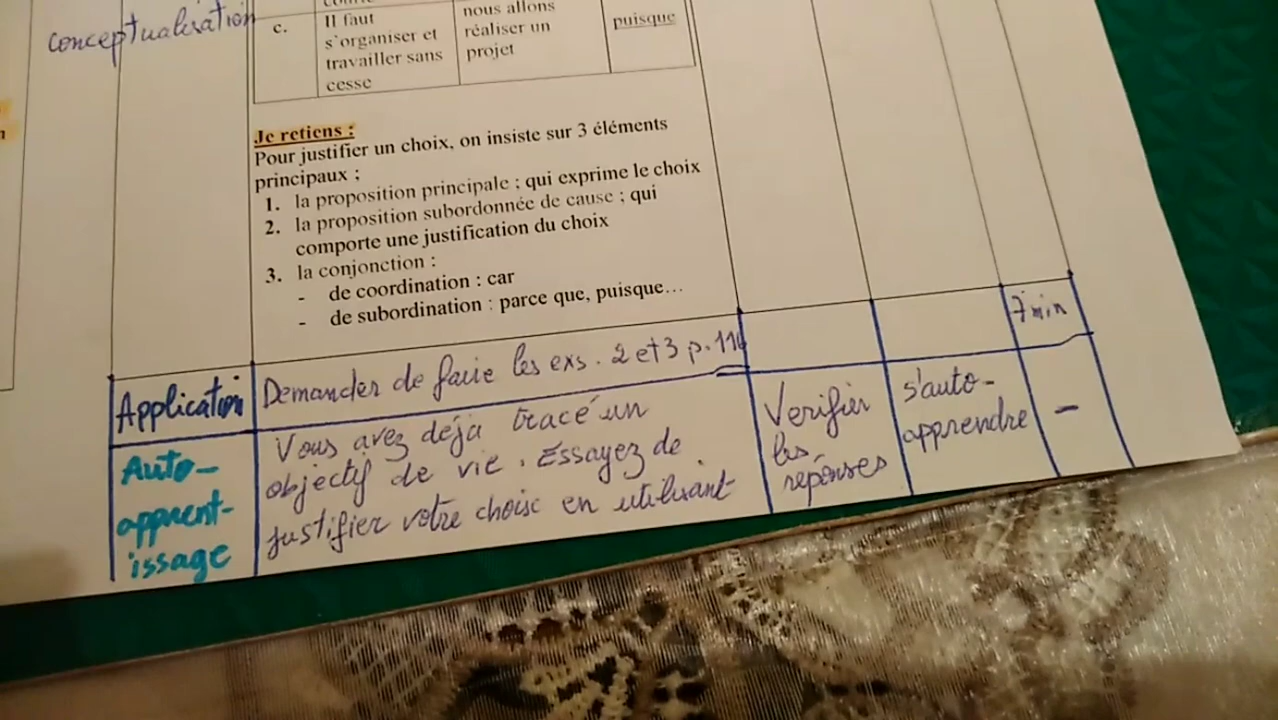 conceptualisation
c.
Il faut
s'organiser et
travailler sans
cesse
nous allons
réaliser un
projet
puisque
Je retiens :
Pour justifier un choix, on insiste sur 3 éléments
principaux :
1. la proposition principale : qui exprime le choix
2. la proposition subordonnée de cause ; qui
comporte une justification du choix
3. la conjonction :
- de coordination : car
- de subordination : parce que, puisque...
7 min
Application
Demander de faire les exs. 2 et 3 p.
Auto-
apprent-
issage
Vous avez déjà tracé un
objectif de vie. Essayez de
justifier votre choix en utilisant
Verifier
les
réponses
s'auto-
apprendre
-